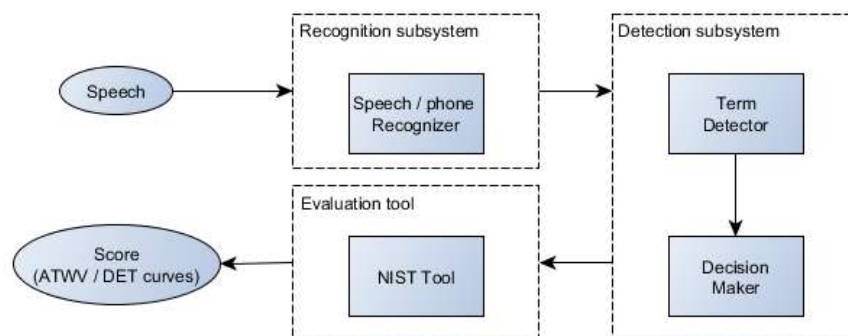 Recognition subsystem
Detection subsystem
Speech
Speech / phone
Recognizer
Term
Detector
Evaluation tool
Score
(ATWV / DET curves)
NIST Tool
Decision
Maker